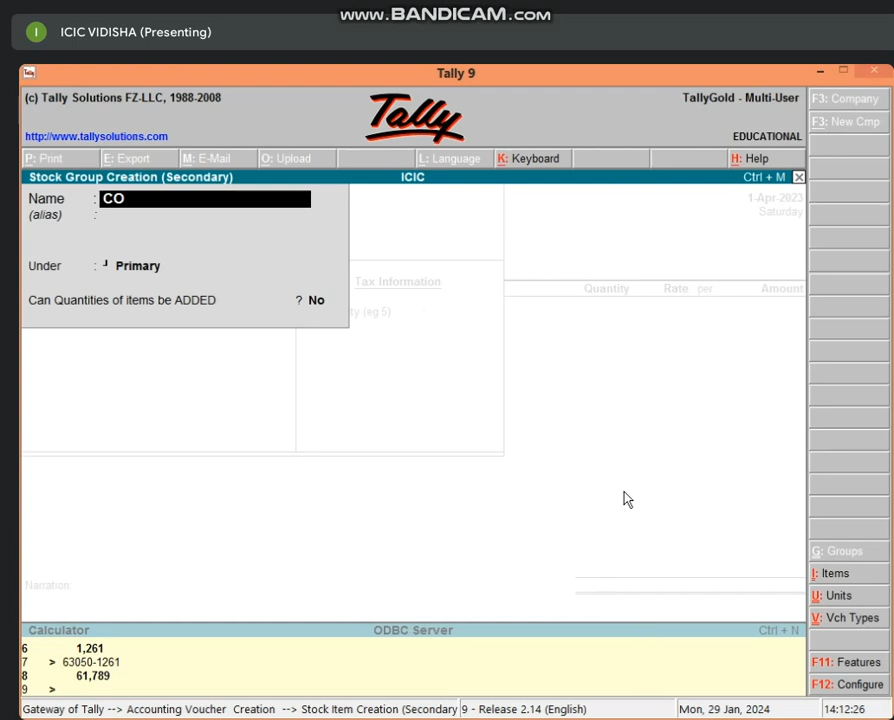 www.BANDICAM.com
I ICIC VIDISHA (Presenting)
Tally Tally 9
(c) Tally Solutions FZ-LLC, 1988-2008 Tally TallyGold - Multi-User F3: Company
http://www.tallysolutions.com EDUCATIONAL F3: New Cmp
P: Print E: Export M: E-Mail O: Upload L: Language K: Keyboard H: Help
Stock Group Creation (Secondary) ICIC Ctrl + M
Name : CO 1-Apr-2023
(alias) : Saturday
Under : Primary
Tax Information
Quantity Rate per Amount
Can Quantities of items be ADDED ? No
ty (eg 5)
G: Groups
I: Items
Narration:
U: Units
V: Vch Types
Calculator ODBC Server Ctrl + N
6 1,261
7 > 63050-1261 F11: Features
8 61,789
9 > F12: Configure
Gateway of Tally --> Accounting Voucher Creation --> Stock Item Creation (Secondary 9 - Release 2.14 (English) Mon, 29 Jan, 2024 14:12:26